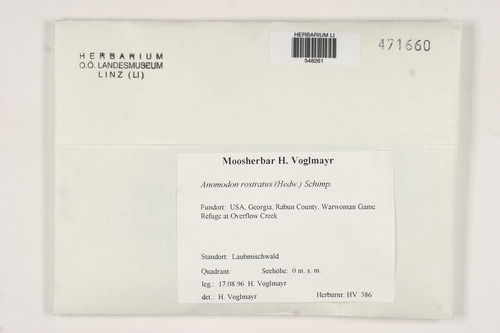 HERBARIUM
O.Ö. LANDESMUSEUM
LINZ (LI)
HERBARIUM LI
548261
471660
Moosherbar H. Voglmayr
Anomodon rostratus (Hedw.) Schimp.
Fundort: USA, Georgia, Rabun County, Warwoman Game
Refuge at Overflow Creek
Standort: Laubmischwald
Quadrant: Seehöhe: 0 m. s. m.
leg.: 17.08.96 H. Voglmayr
det.: H. Voglmayr Herbarnr. HV 386